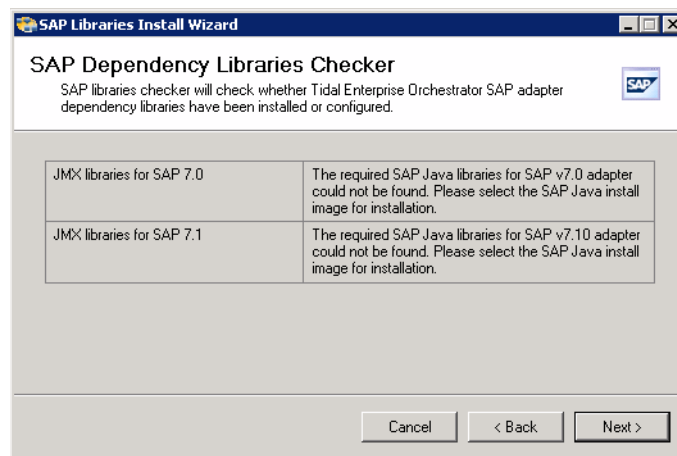 SAP Libraries Install Wizard
SAP Dependency Libraries Checker
SAP libraries checker will check whether Tidal Enterprise Orchestrator SAP adapter
dependency libraries have been installed or configured.
SAP
JMX libraries for SAP 7.0
The required SAP Java libraries for SAP v7.0 adapter
could not be found. Please select the SAP Java install
image for installation.
JMX libraries for SAP 7.1
The required SAP Java libraries for SAP v7.10 adapter
could not be found. Please select the SAP Java install
image for installation.
Cancel
< Back
Next >